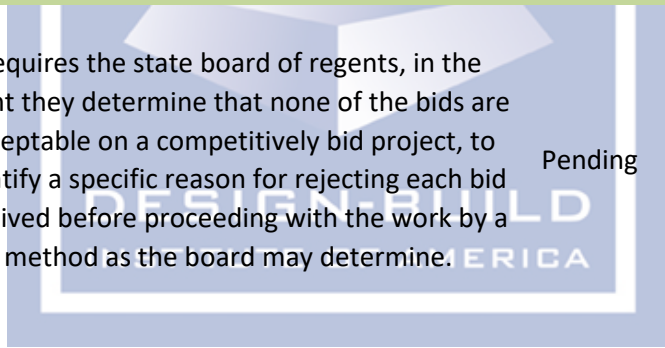 equires the state board of regents, in the
nt they determine that none of the bids are
eptable on a competitively bid project, to
Pending
ntify a specific reason for rejecting each bid
ived before proceeding with the work by a
method as the board may determine.
DESIGN-BUILD
INSTITUTE OF AMERICA